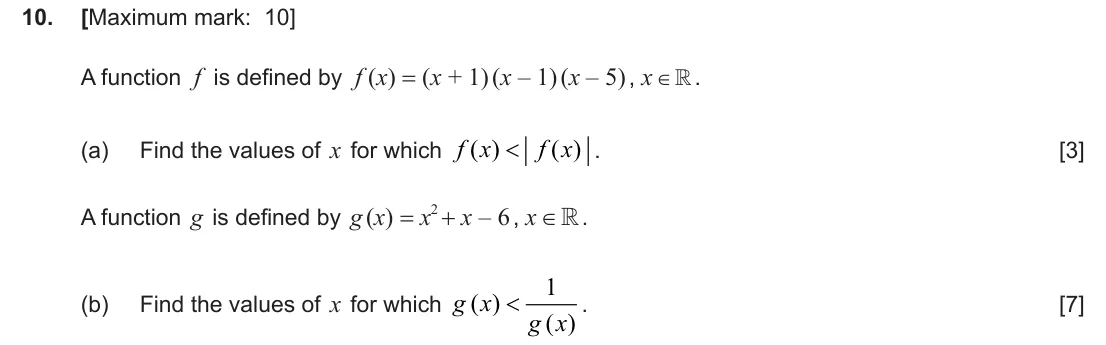 10. [Maximum mark: 10]
A function f is defined by f(x) = (x + 1)(x − 1)(x − 5), x ∈ ℝ.
(a) Find the values of x for which f(x) < | f(x)|. [3]
A function g is defined by g(x) = x² + x − 6, x ∈ ℝ.
(b) Find the values of x for which g(x) < 1/g(x). [7]